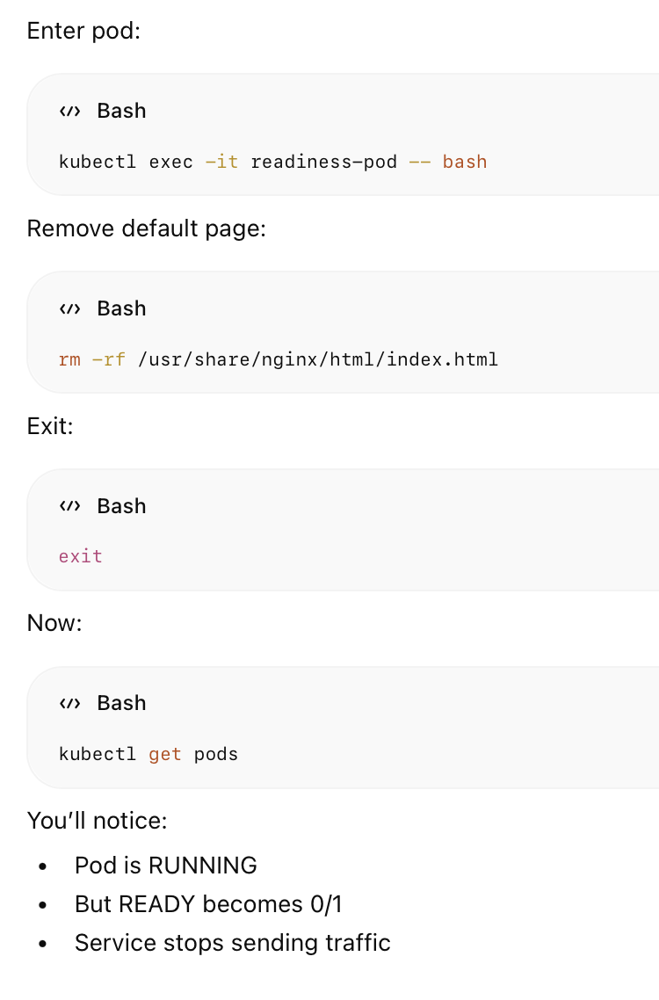 Enter pod:
Bash
kubectl exec -it readiness-pod -- bash
Remove default page:
Bash
rm -rf /usr/share/nginx/html/index.html
Exit:
Bash
exit
Now:
Bash
kubectl get pods
You’ll notice:
• Pod is RUNNING
• But READY becomes 0/1
• Service stops sending traffic